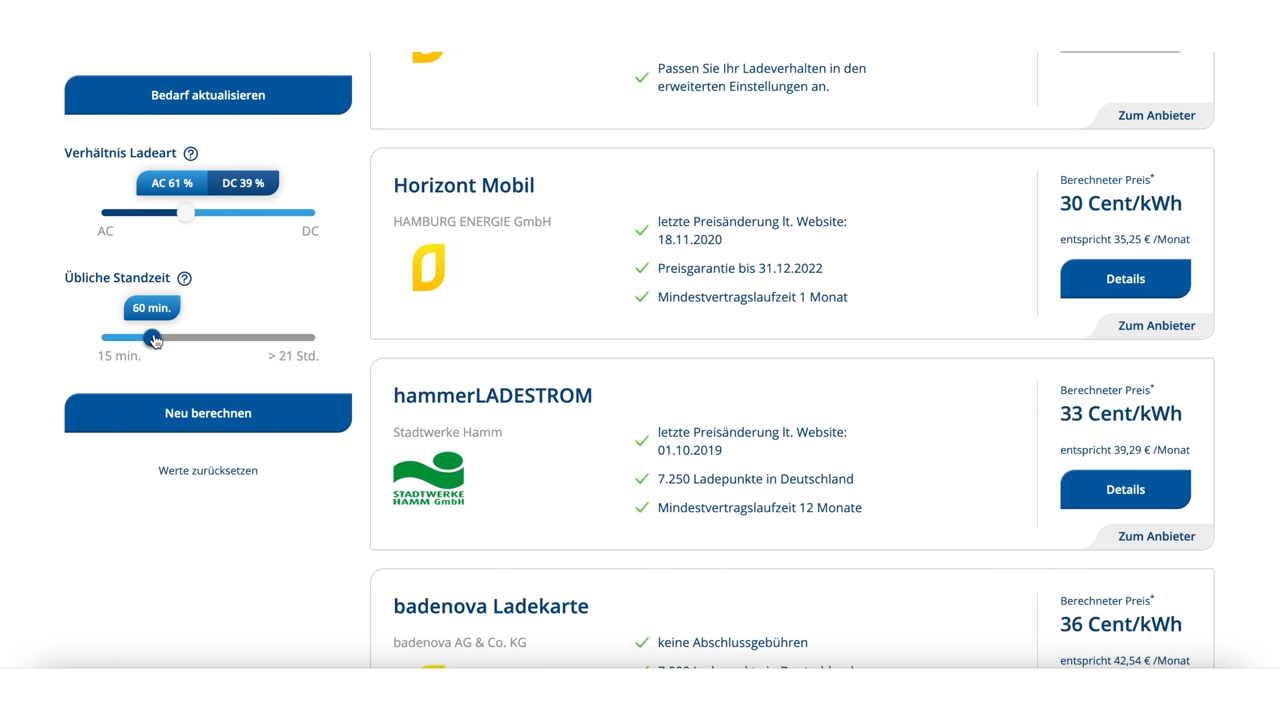 Bedarf aktualisieren
Verhältnis Ladeart ?
AC 61 % DC 39 %
AC DC
Übliche Standzeit ?
60 min.
15 min. > 21 Std.
Neu berechnen
Werte zurücksetzen
Passen Sie Ihr Ladeverhalten in den
erweiterten Einstellungen an.
Zum Anbieter
Horizont Mobil
HAMBURG ENERGIE GmbH
letzte Preisänderung lt. Website:
18.11.2020
Preisgarantie bis 31.12.2022
Mindestvertragslaufzeit 1 Monat
Berechneter Preis*
30 Cent/kWh
entspricht 35,25 € /Monat
Details
Zum Anbieter
hammerLADESTROM
Stadtwerke Hamm
STADTWERKE
HAMM GmbH
letzte Preisänderung lt. Website:
01.10.2019
7.250 Ladepunkte in Deutschland
Mindestvertragslaufzeit 12 Monate
Berechneter Preis*
33 Cent/kWh
entspricht 39,29 € /Monat
Details
Zum Anbieter
badenova Ladekarte
badenova AG & Co. KG
keine Abschlussgebühren
Berechneter Preis*
36 Cent/kWh
entspricht 42,54 € /Monat